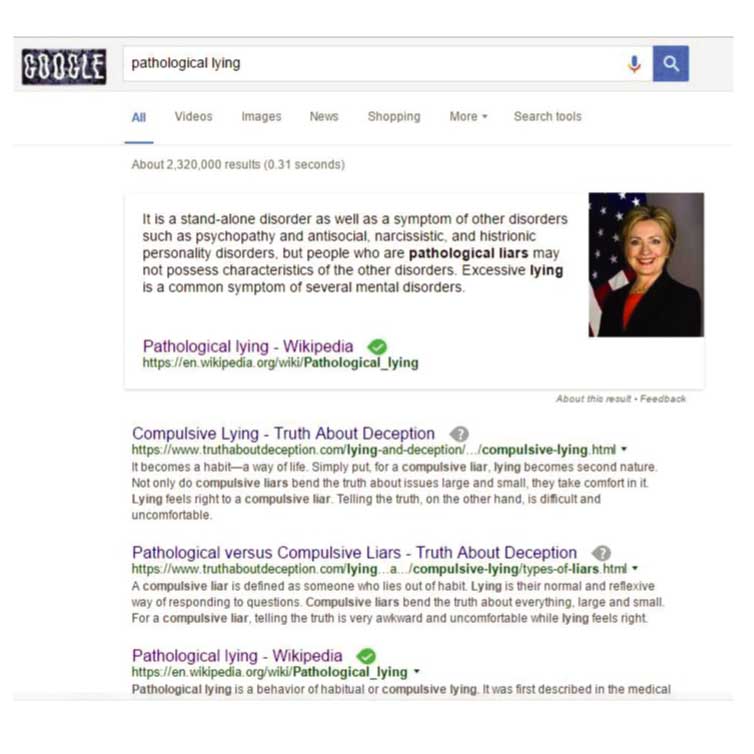 GOOGLE
pathological lying
All Videos Images News Shopping More Search tools
About 2,320,000 results (0.31 seconds)
It is a stand-alone disorder as well as a symptom of other disorders
such as psychopathy and antisocial, narcissistic, and histrionic
personality disorders, but people who are pathological liars may
not possess characteristics of the other disorders. Excessive lying
is a common symptom of several mental disorders.
Pathological lying - Wikipedia
https://en.wikipedia.org/wiki/Pathological_lying
About this result • Feedback
Compulsive Lying - Truth About Deception ?
https://www.truthaboutdeception.com/lying-and-deception/.../compulsive-lying.html
It becomes a habit—a way of life. Simply put, for a compulsive liar, lying becomes second nature.
Not only do compulsive liars bend the truth about issues large and small, they take comfort in it.
Lying feels right to a compulsive liar. Telling the truth, on the other hand, is difficult and
uncomfortable.
Pathological versus Compulsive Liars - Truth About Deception ?
https://www.truthaboutdeception.com/lying...a.../compulsive-lying/types-of-liars.html
A compulsive liar is defined as someone who lies out of habit. Lying is their normal and reflexive
way of responding to questions. Compulsive liars bend the truth about everything, large and small.
For a compulsive liar, telling the truth is very awkward and uncomfortable while lying feels right.
Pathological lying - Wikipedia
https://en.wikipedia.org/wiki/Pathological_lying
Pathological lying is a behavior of habitual or compulsive lying. It was first described in the medical